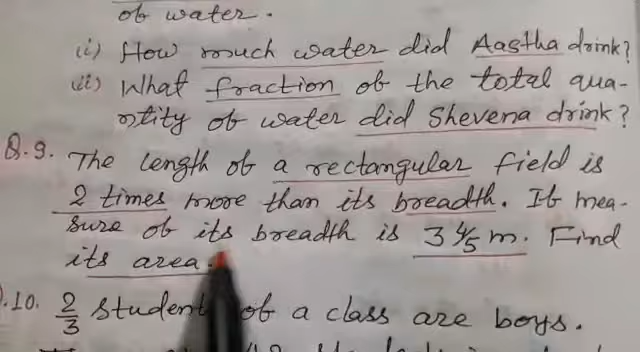 of water.
(i) How much water did Aastha drink?
(ii) What fraction of the total qua-
ntity of water did Shevena drink?
Q.9. The length of a rectangular field is
2 times more than its breadth. If mea-
sure of its breadth is 3 4/5 m. Find
its area.
.10. 2/3 student of a class are boys.